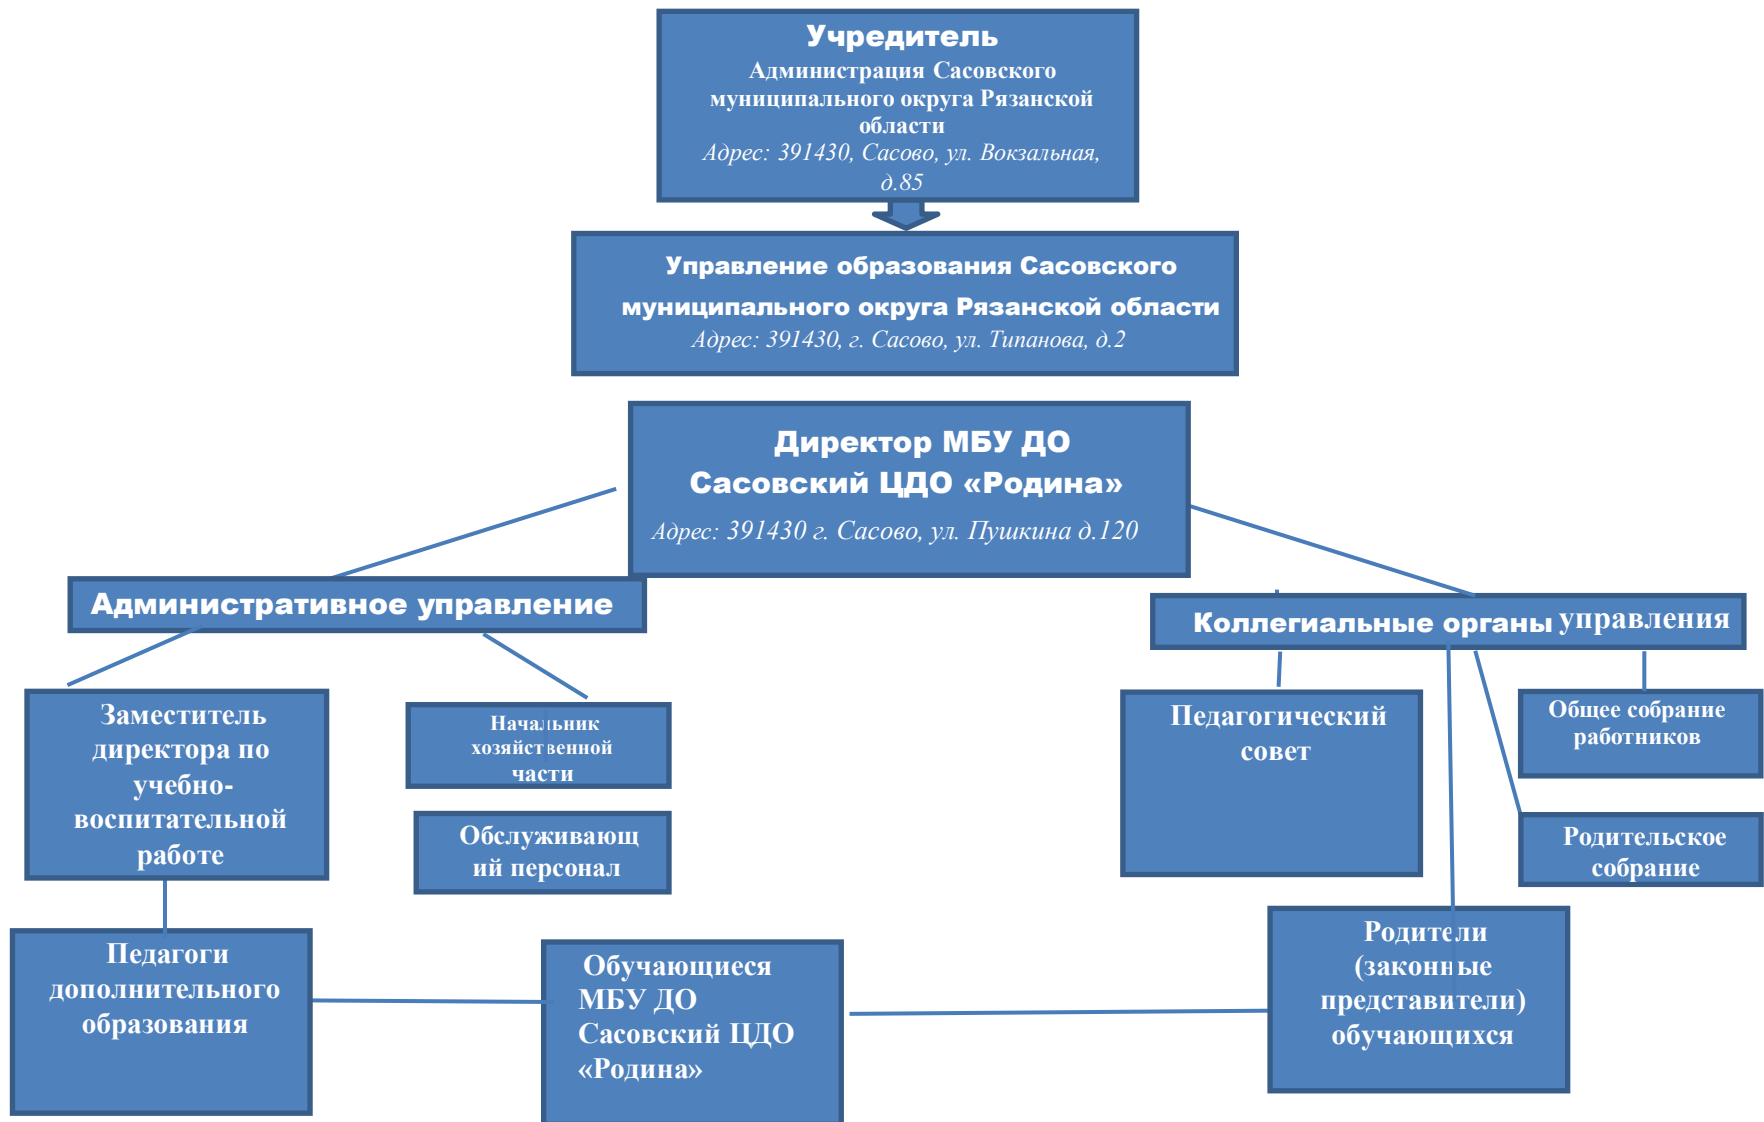 Учредитель
Администрация Сасовского
муниципального округа Рязанской
области
Адрес: 391430, Сасово, ул. Вокзальная,
д.85
Управление образования Сасовского
муниципального округа Рязанской области
Адрес: 391430, г. Сасово, ул. Типанова, д.2
Директор МБУ ДО
Сасовский ЦДО «Родина»
Адрес: 391430 г. Сасово, ул. Пушкина д.120
Административное управление
Коллегиальные органы управления
Заместитель
директора по
учебно-
воспитательной
работе
Начальник
хозяйственной
части
Обслуживающ
ий персонал
Педагогический
совет
Общее собрание
работников
Родительское
собрание
Педагоги
дополнительного
образования
Обучающиеся
МБУ ДО
Сасовский ЦДО
«Родина»
Родители
(законные
представители)
обучающихся